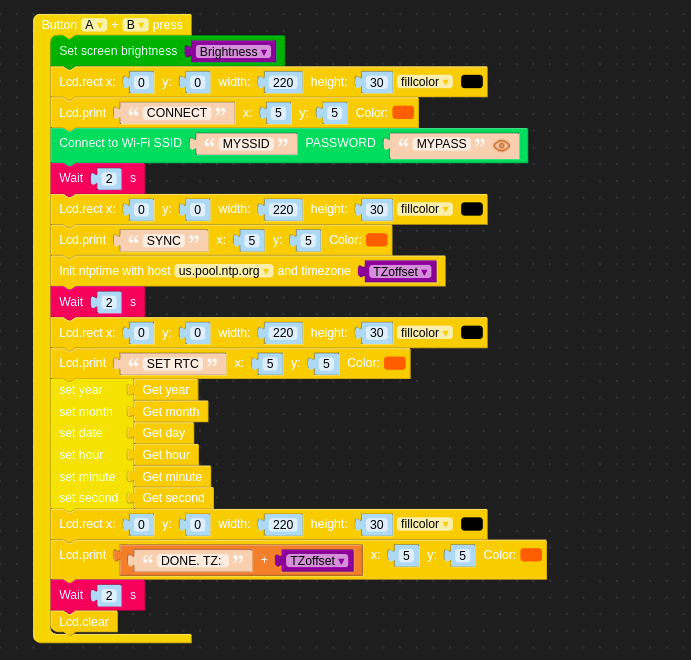 Button A ▾ + B ▾ press
Set screen brightness Brightness ▾
Lcd.rect x: 0 y: 0 width: 220 height: 30 fillcolor ▾
Lcd.print “ CONNECT ” x: 5 y: 5 Color:
Connect to Wi-Fi SSID “ MYSSID ” PASSWORD “ MYPASS
Wait 2 s
Lcd.rect x: 0 y: 0 width: 220 height: 30 fillcolor ▾
Lcd.print “ SYNC ” x: 5 y: 5 Color:
Init ntptime with host us.pool.ntp.org ▾ and timezone TZoffset ▾
Wait 2 s
Lcd.rect x: 0 y: 0 width: 220 height: 30 fillcolor ▾
Lcd.print “ SET RTC ” x: 5 y: 5 Color:
set year Get year
set month Get month
set date Get day
set hour Get hour
set minute Get minute
set second Get second
Lcd.rect x: 0 y: 0 width: 220 height: 30 fillcolor ▾
Lcd.print “ DONE. TZ: ” + TZoffset ▾ x: 5 y: 5 Color:
Wait 2 s
Lcd.clear